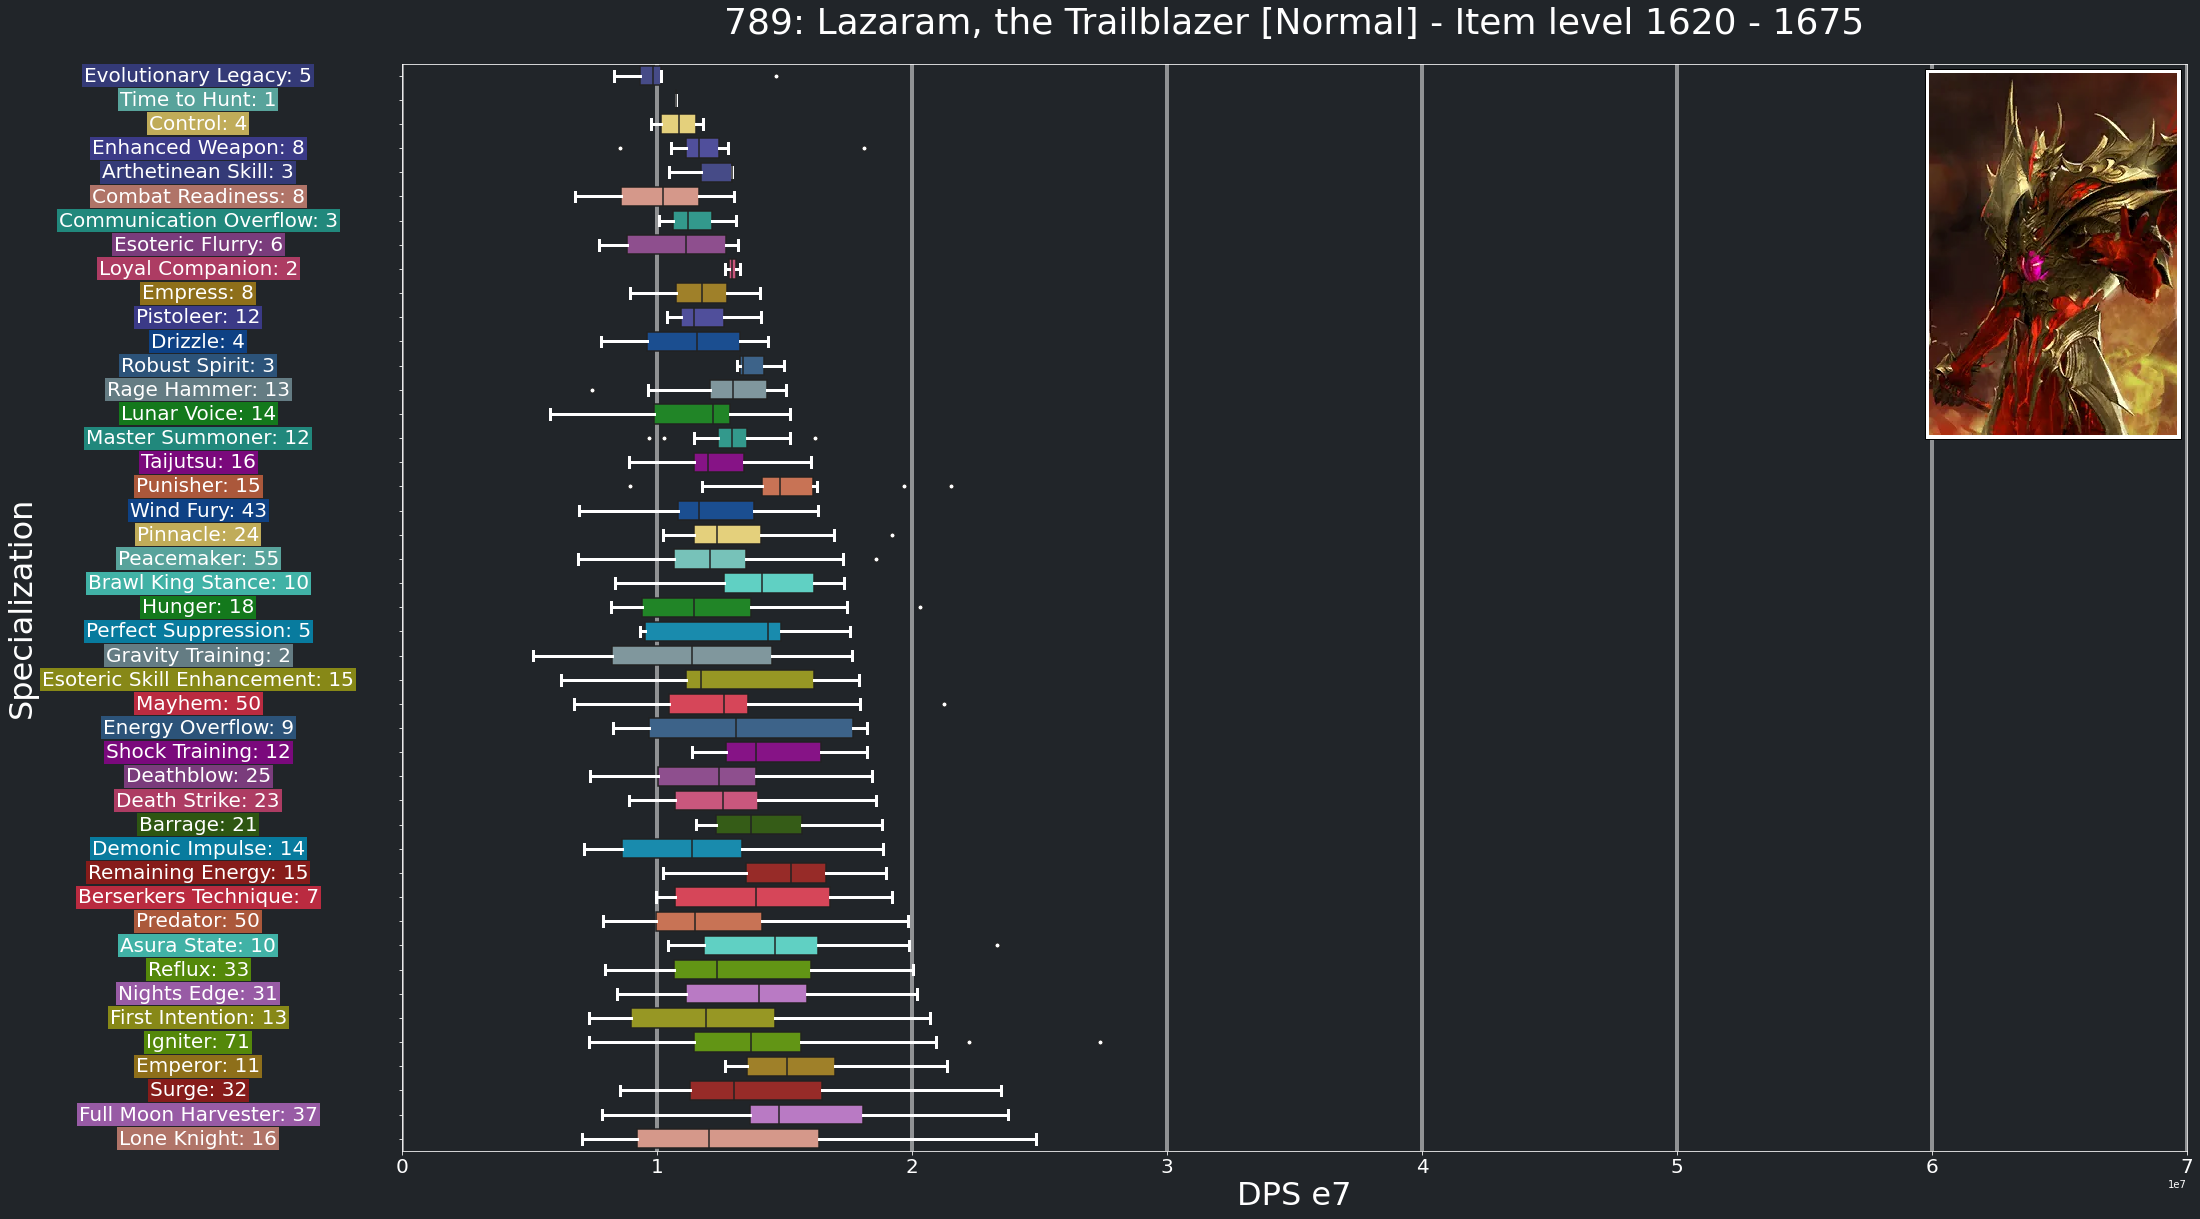 789: Lazaram, the Trailblazer [Normal] - Item level 1620 - 1675
Specialization
Evolutionary Legacy: 5
Time to Hunt: 1
Control: 4
Enhanced Weapon: 8
Arthetinean Skill: 3
Combat Readiness: 8
Communication Overflow: 3
Esoteric Flurry: 6
Loyal Companion: 2
Empress: 8
Pistoleer: 12
Drizzle: 4
Robust Spirit: 3
Rage Hammer: 13
Lunar Voice: 14
Master Summoner: 12
Taijutsu: 16
Punisher: 15
Wind Fury: 43
Pinnacle: 24
Peacemaker: 55
Brawl King Stance: 10
Hunger: 18
Perfect Suppression: 5
Gravity Training: 2
Esoteric Skill Enhancement: 15
Mayhem: 50
Energy Overflow: 9
Shock Training: 12
Deathblow: 25
Death Strike: 23
Barrage: 21
Demonic Impulse: 14
Remaining Energy: 15
Berserkers Technique: 7
Predator: 50
Asura State: 10
Reflux: 33
Nights Edge: 31
First Intention: 13
Igniter: 71
Emperor: 11
Surge: 32
Full Moon Harvester: 37
Lone Knight: 16
0 1 2 3 4 5 6 7
1e7
DPS e7